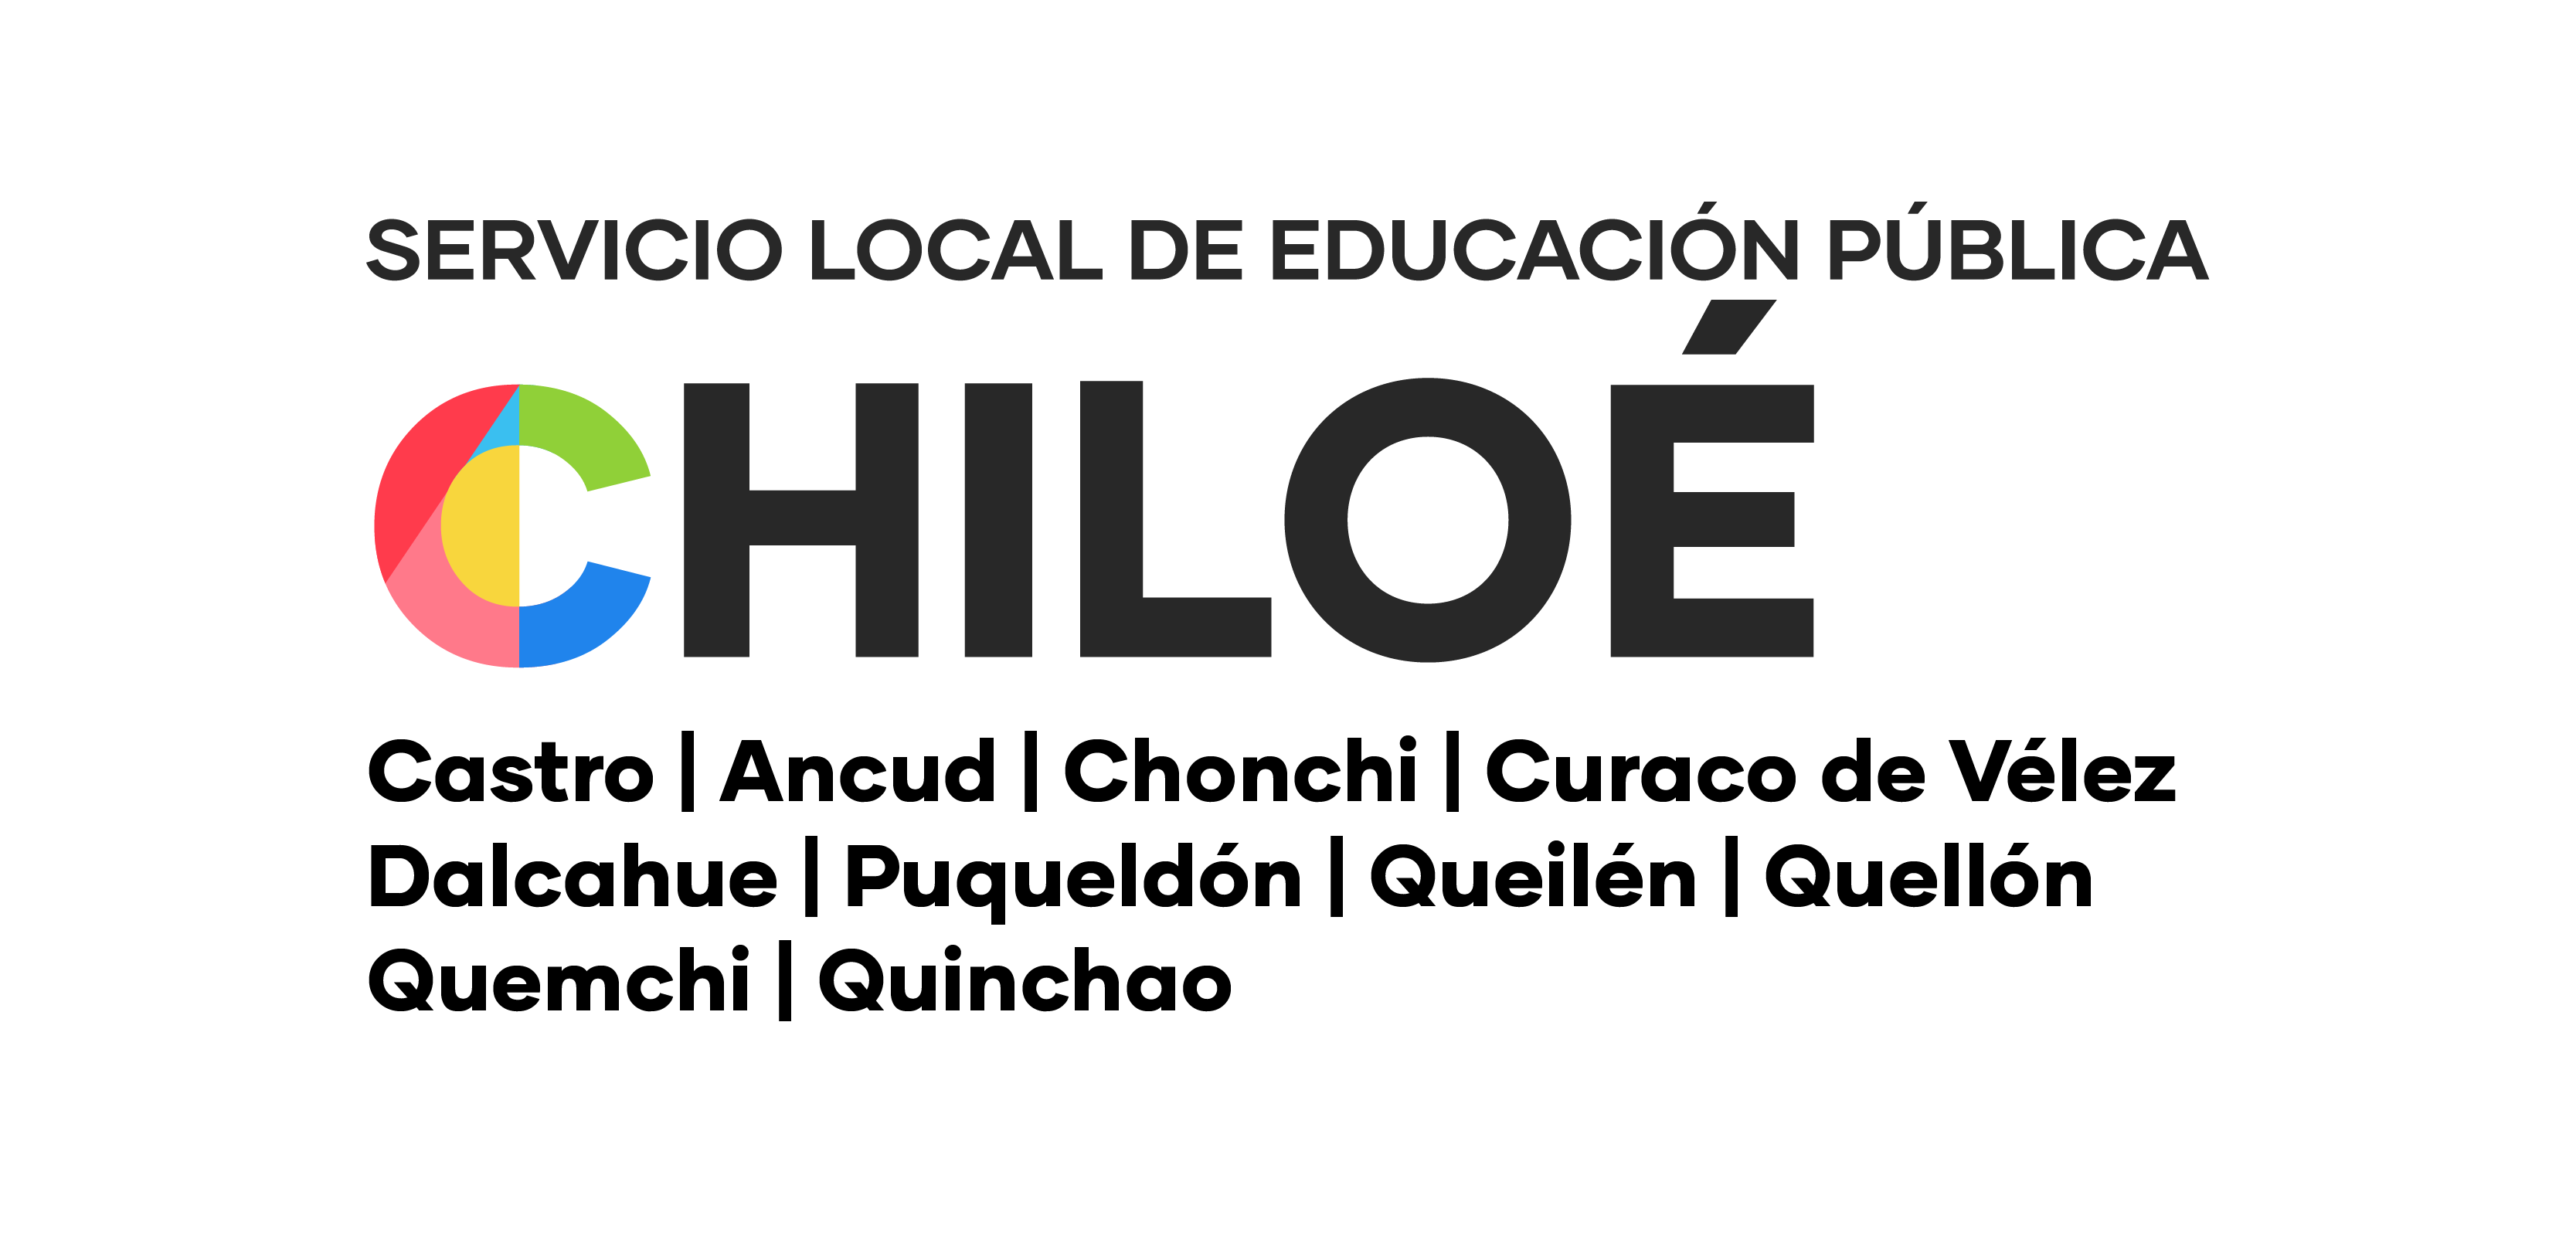 SERVICIO LOCAL DE EDUCACIÓN PÚBLICA
CHILOÉ
Castro | Ancud | Chonchi | Curaco de Vélez
Dalcahue | Puqueldón | Queilén | Quellón
Quemchi | Quinchao